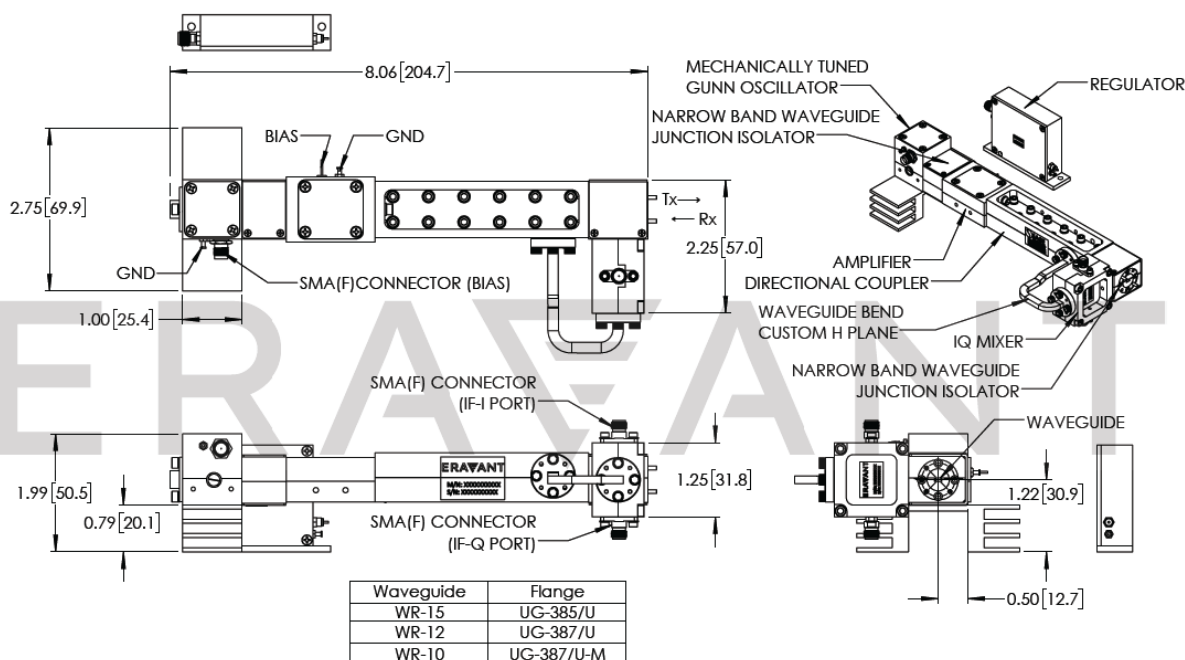 8.06[204.7]
BIAS
GND
2.75[69.9]
Tx
Rx
2.25[57.0]
GND
SMA(F)CONNECTOR (BIAS)
1.00[25.4]
MECHANICALLY TUNED
GUNN OSCILLATOR
REGULATOR
NARROW BAND WAVEGUIDE
JUNCTION ISOLATOR
AMPLIFIER
DIRECTIONAL COUPLER
WAVEGUIDE BEND
CUSTOM H PLANE
IQ MIXER
NARROW BAND WAVEGUIDE
JUNCTION ISOLATOR
ERAVANT
SMA(F) CONNECTOR
(IF-I PORT)
1.99[50.5]
0.79[20.1]
ERAVANT
M/N: XXXXXXXXXX
S/N: XXXXXXXXXX
1.25[31.8]
SMA(F) CONNECTOR
(IF-Q PORT)
WAVEGUIDE
ERAVANT
1.22[30.9]
0.50[12.7]
Waveguide Flange
WR-15 UG-385/U
WR-12 UG-387/U
WR-10 UG-387/U-M